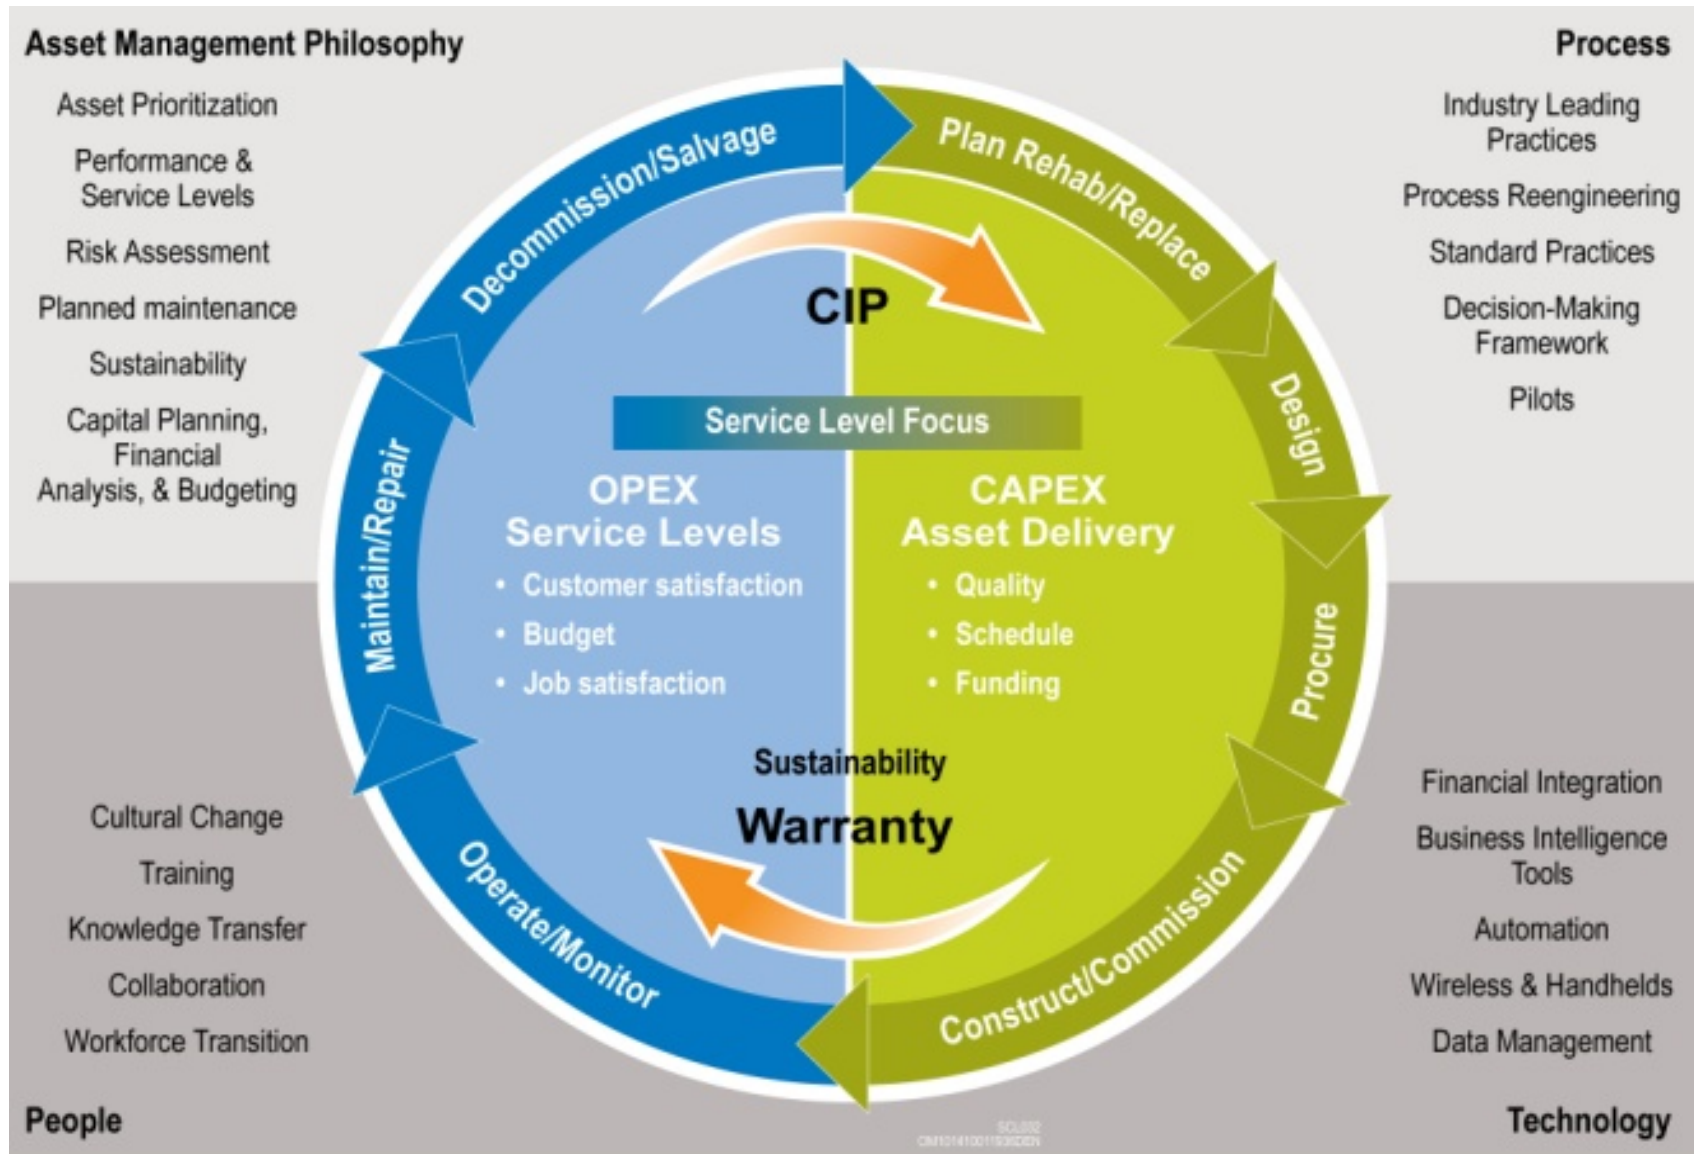 Asset Management Philosophy
Asset Prioritization
Performance &
Service Levels
Risk Assessment
Planned maintenance
Sustainability
Capital Planning,
Financial
Analysis, & Budgeting
Process
Industry Leading
Practices
Process Reengineering
Standard Practices
Decision-Making
Framework
Pilots
Decommission/Salvage
Plan Rehab/Replace
Design
Procure
Construct/Commission
Operate/Monitor
Maintain/Repair
CIP
Service Level Focus
OPEX
Service Levels
• Customer satisfaction
• Budget
• Job satisfaction
CAPEX
Asset Delivery
• Quality
• Schedule
• Funding
Sustainability
Warranty
Cultural Change
Training
Knowledge Transfer
Collaboration
Workforce Transition
People
Financial Integration
Business Intelligence
Tools
Automation
Wireless & Handhelds
Data Management
Technology